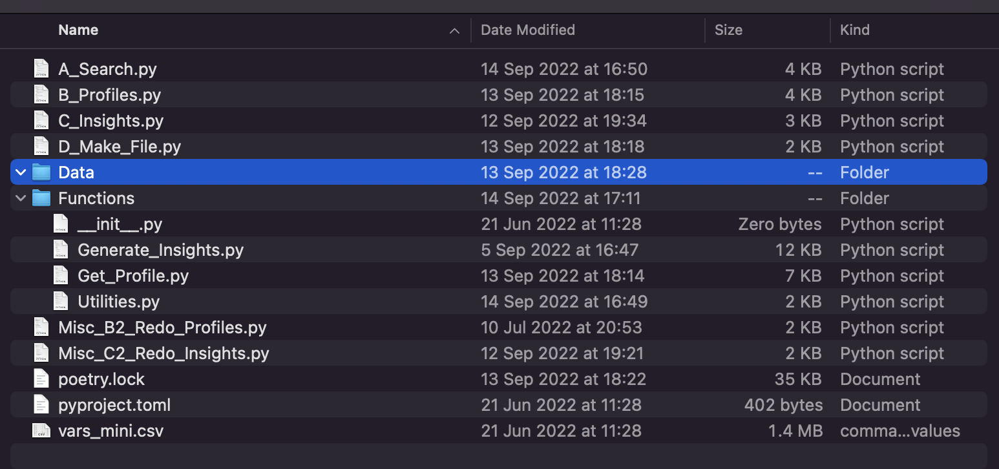 Name Date Modified Size Kind
A_Search.py 14 Sep 2022 at 16:50 4 KB Python script
B_Profiles.py 13 Sep 2022 at 18:15 4 KB Python script
C_Insights.py 12 Sep 2022 at 19:34 3 KB Python script
D_Make_File.py 13 Sep 2022 at 18:18 2 KB Python script
Data 13 Sep 2022 at 18:28 -- Folder
Functions 14 Sep 2022 at 17:11 -- Folder
__init__.py 21 Jun 2022 at 11:28 Zero bytes Python script
Generate_Insights.py 5 Sep 2022 at 16:47 12 KB Python script
Get_Profile.py 13 Sep 2022 at 18:14 7 KB Python script
Utilities.py 14 Sep 2022 at 16:49 2 KB Python script
Misc_B2_Redo_Profiles.py 10 Jul 2022 at 20:53 2 KB Python script
Misc_C2_Redo_Insights.py 12 Sep 2022 at 19:21 2 KB Python script
poetry.lock 13 Sep 2022 at 18:22 35 KB Document
pyproject.toml 21 Jun 2022 at 11:28 402 bytes Document
vars_mini.csv 21 Jun 2022 at 11:28 1.4 MB comma...values